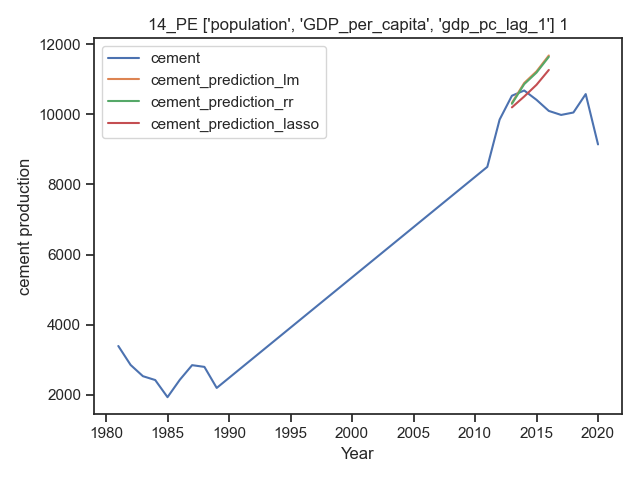 14_PE ['population', 'GDP_per_capita', 'gdp_pc_lag_1'] 1
12000
10000
8000
6000
4000
2000
cement production
cement
cement_prediction_lm
cement_prediction_rr
cement_prediction_lasso
1980 1985 1990 1995 2000 2005 2010 2015 2020
Year